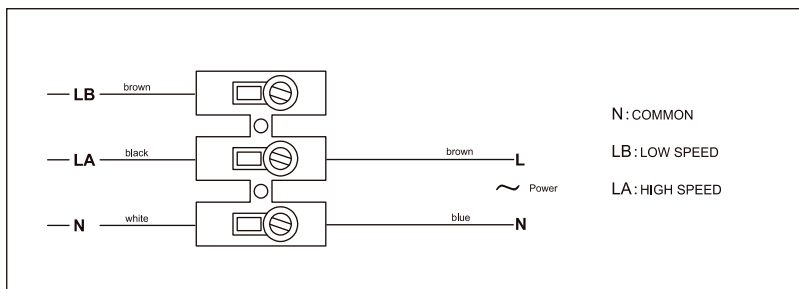 LB brown
N: COMMON
LA black brown L
LB: LOW SPEED
~ Power
LA: HIGH SPEED
N white blue N